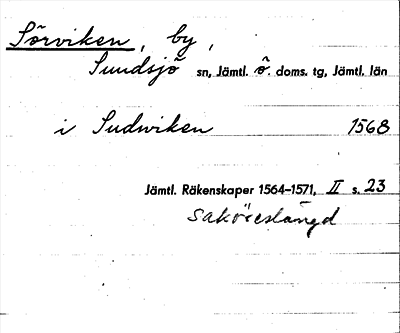 Sörviken, by,
Sundsjö sn, Jämtl. ö. doms. tg, Jämtl. län
i Sudwiken 1568
Jämtl. Räkenskaper 1564–1571, II s. 23
Saköreslängd